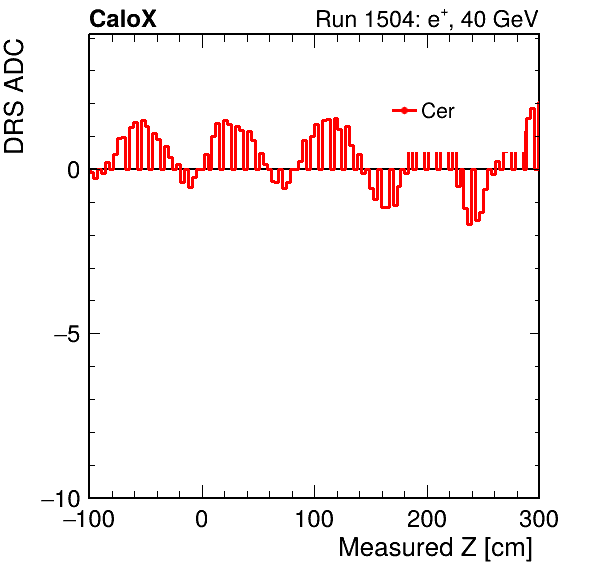 CaloX Run 1504: e⁺, 40 GeV
DRS ADC
Cer
0
−5
−10
−100 0 100 200 300
Measured Z [cm]